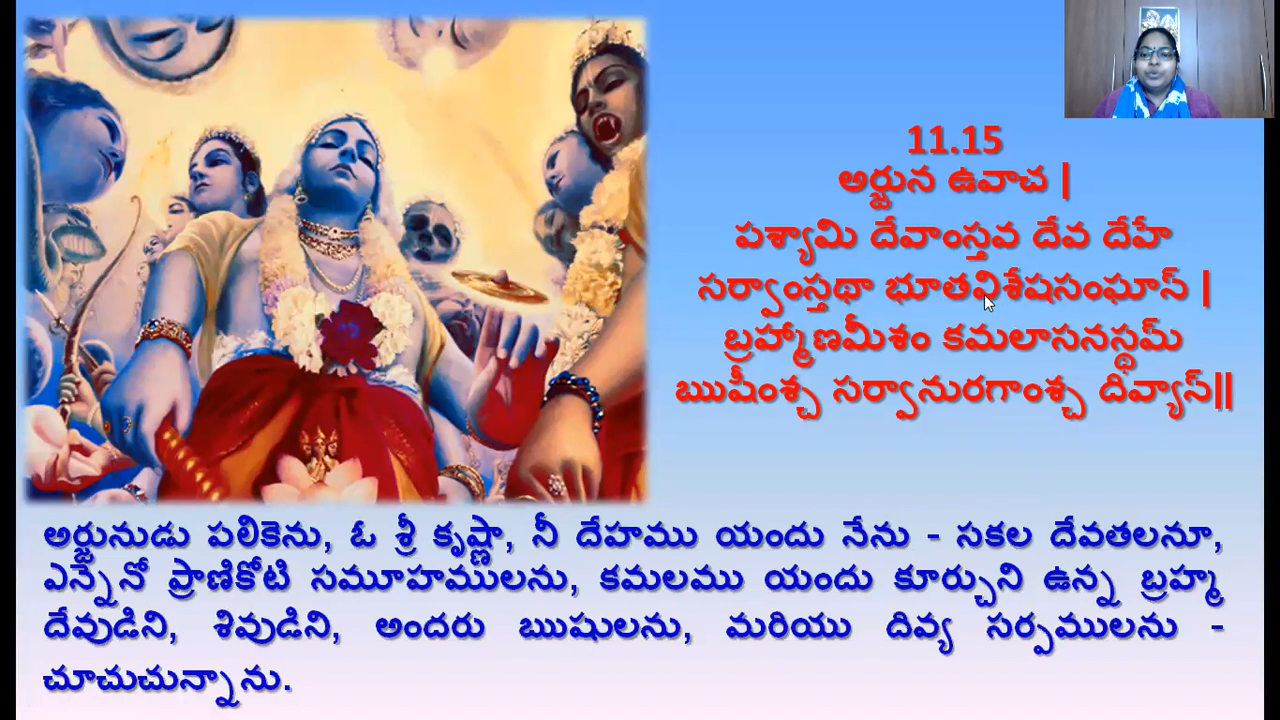 11.15
అర్జున ఉవాచ |
పశ్యామి దేవాంస్తవ దేవ దేహే
సర్వాంస్తథా భూతవిశేషసంఘాన్ |
బ్రహ్మాణమీశం కమలాసనస్థమ్
ఋషీంశ్చ సర్వానురగాంశ్చ దివ్యాన్||
అర్జునుడు పలికెను, ఓ శ్రీ కృష్ణా, నీ దేహము యందు నేను - సకల దేవతలనూ,
ఎన్నెనో ప్రాణికోటి సమూహములను, కమలము యందు కూర్చుని ఉన్న బ్రహ్మ
దేవుడిని, శివుడిని, అందరు ఋషులను, మరియు దివ్య సర్పములను -
చూచుచున్నాను.